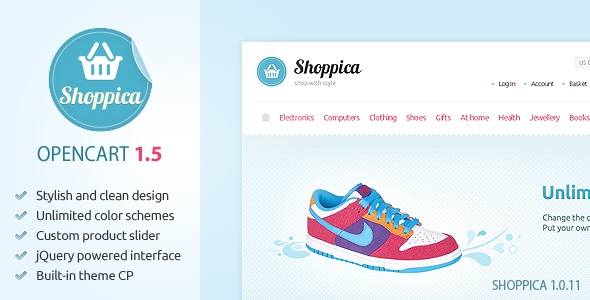 Shoppica
OPENCART 1.5
Stylish and clean design
Unlimited color schemes
Custom product slider
jQuery powered interface
Built-in theme CP
Shoppica
shop with style
US D
Log In
Account
Basket
Electronics Computers Clothing Shoes Gifts At home Health Jewellery Books
Unlim
Change the c
Put your own
SHOPPICA 1.0.11